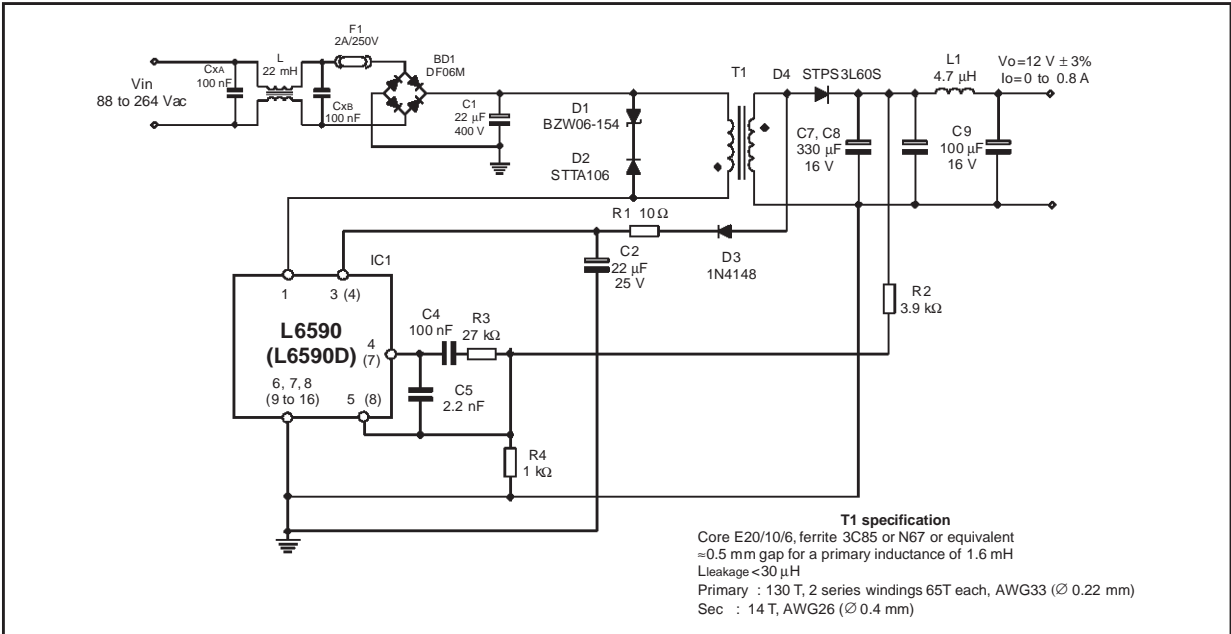 F1
2A/250V
L
22 mH
CxA
100 nF
Vin
88 to 264 Vac
CxB
100 nF
BD1
DF06M
C1
22 µF
400 V
D1
BZW06-154
D2
STTA106
T1
D4 STPS3L60S
L1
4.7 µH
Vo=12 V ± 3%
Io=0 to 0.8 A
C7, C8
330 µF
16 V
C9
100 µF
16 V
R1 10Ω
C2
22 µF
25 V
D3
1N4148
R2
3.9 kΩ
IC1
1
3 (4)
L6590
(L6590D)
4
(7)
6, 7, 8
(9 to 16)
5 (8)
C4
100 nF
R3
27 kΩ
C5
2.2 nF
R4
1 kΩ
T1 specification
Core E20/10/6, ferrite 3C85 or N67 or equivalent
≈0.5 mm gap for a primary inductance of 1.6 mH
Lleakage <30 µH
Primary : 130 T, 2 series windings 65T each, AWG33 (∅ 0.22 mm)
Sec : 14 T, AWG26 (∅ 0.4 mm)